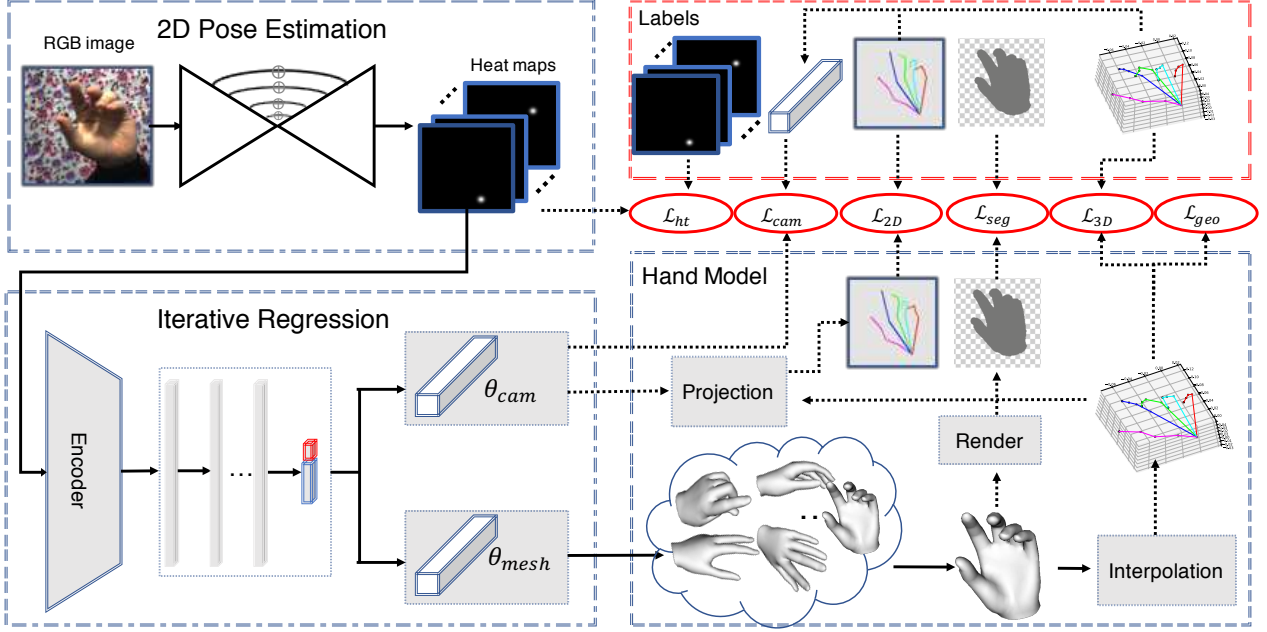 2D Pose Estimation
RGB image
Heat maps
Labels
ℒ_ht
ℒ_cam
ℒ_2D
ℒ_seg
ℒ_3D
ℒ_geo
Iterative Regression
Encoder
...
θ_cam
θ_mesh
Hand Model
Projection
Render
Interpolation